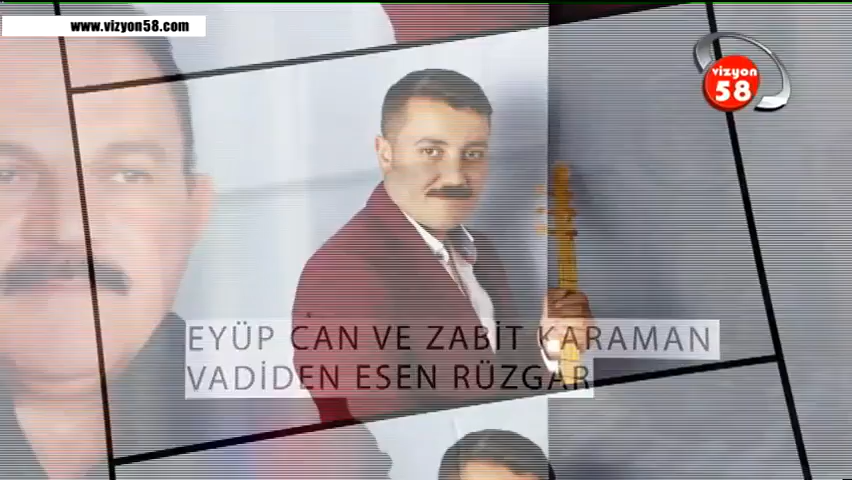 www.vizyon58.com
vizyon
58
EYÜP CAN VE ZABİT KARAMAN
VADİDEN ESEN RÜZGAR